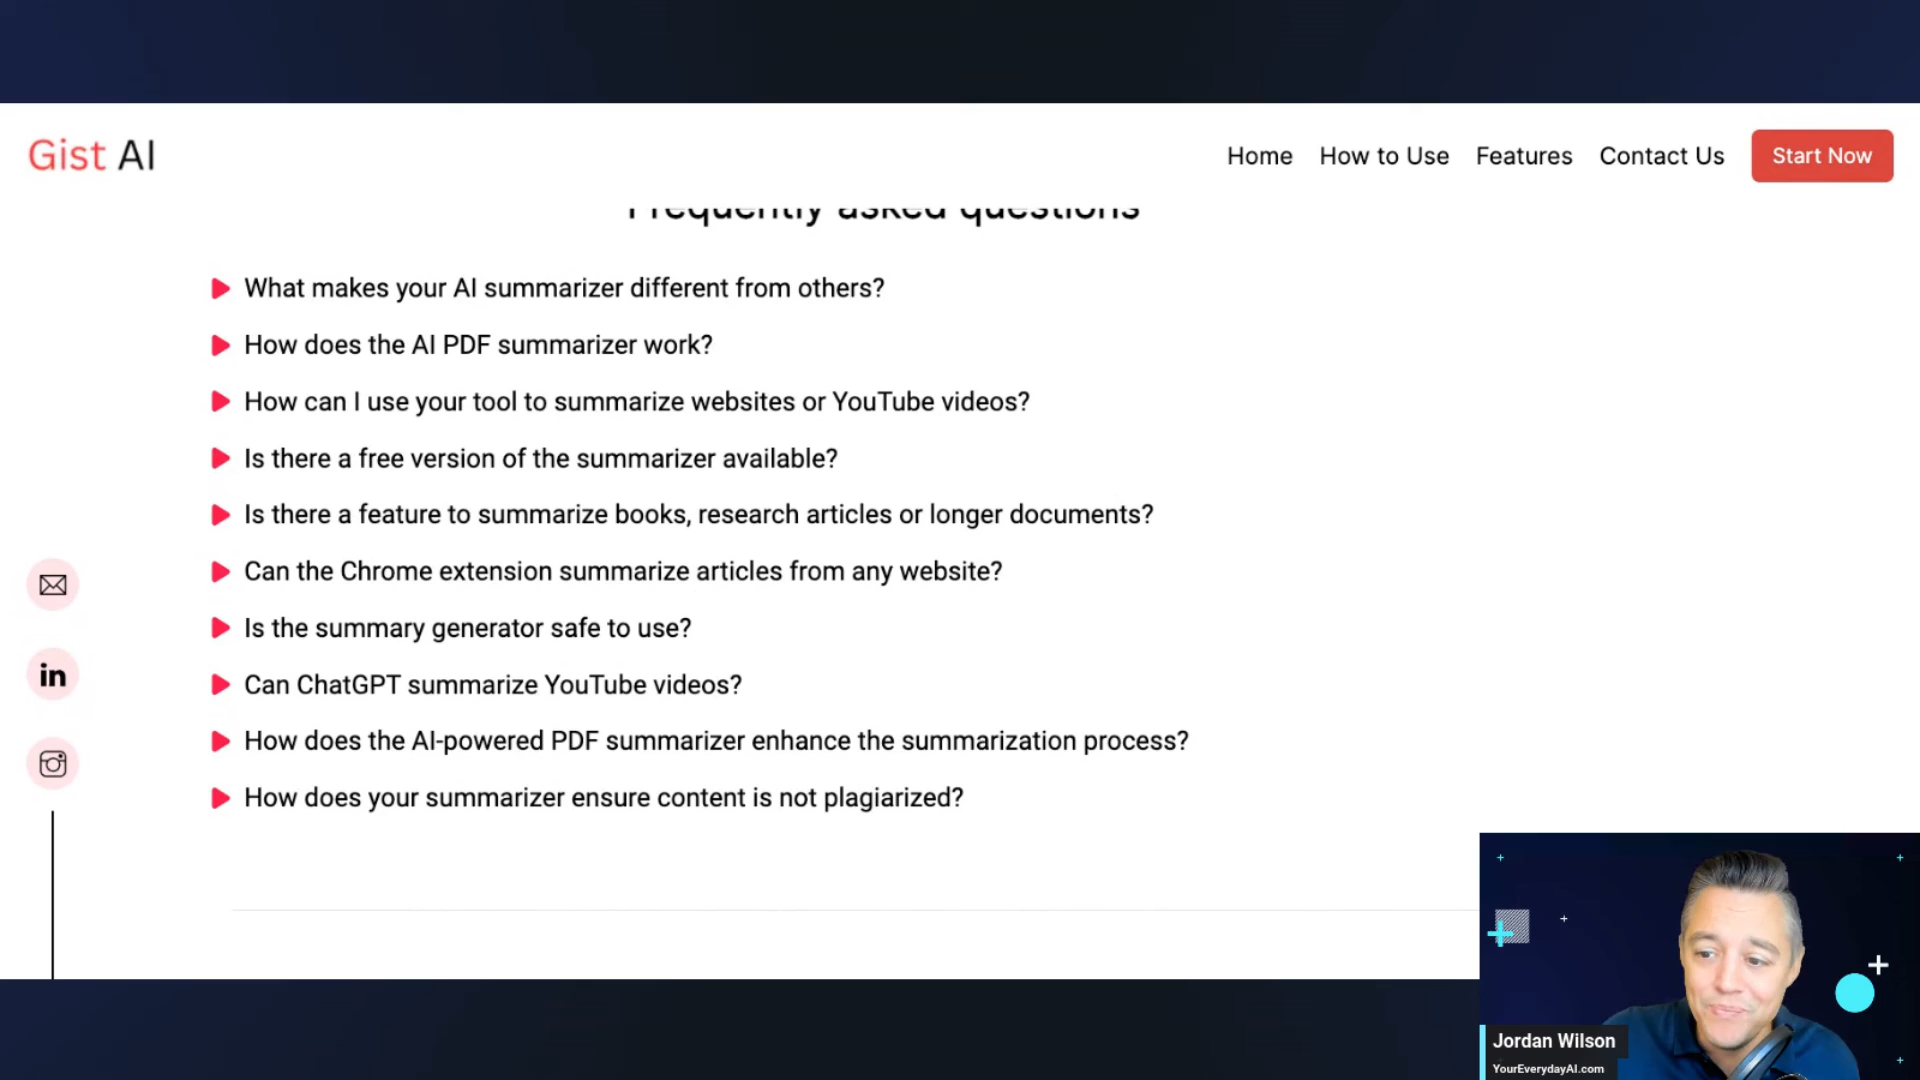 Gist AI
Home How to Use Features Contact Us Start Now
Frequently asked questions
What makes your AI summarizer different from others?
How does the AI PDF summarizer work?
How can I use your tool to summarize websites or YouTube videos?
Is there a free version of the summarizer available?
Is there a feature to summarize books, research articles or longer documents?
Can the Chrome extension summarize articles from any website?
Is the summary generator safe to use?
Can ChatGPT summarize YouTube videos?
How does the AI-powered PDF summarizer enhance the summarization process?
How does your summarizer ensure content is not plagiarized?
in
Jordan Wilson
YourEverydayAI.com